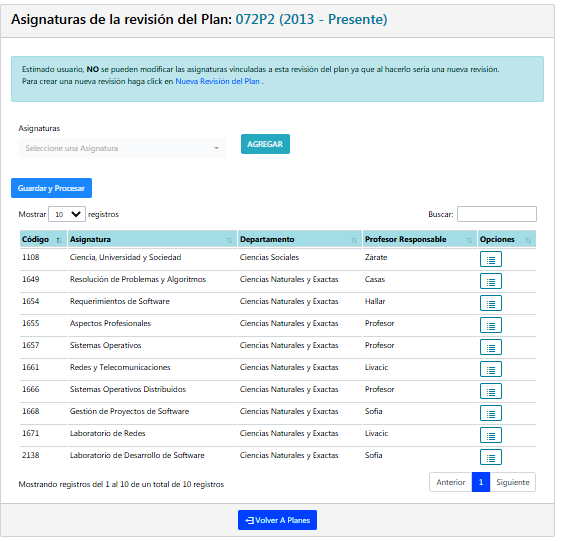 Asignaturas de la revisión del Plan: 072P2 (2013 - Presente)
Estimado usuario, NO se pueden modificar las asignaturas vinculadas a esta revisión del plan ya que al hacerlo seria una nueva revisión.
Para crear una nueva revisión haga click en Nueva Revisión del Plan .
Asignaturas
Seleccione una Asignatura AGREGAR
Guardar y Procesar
Mostrar 10 registros Buscar:
Código Asignatura Departamento Profesor Responsable Opciones
1108 Ciencia, Universidad y Sociedad Ciencias Sociales Zárate
1649 Resolución de Problemas y Algoritmos Ciencias Naturales y Exactas Casas
1654 Requerimientos de Software Ciencias Naturales y Exactas Hallar
1655 Aspectos Profesionales Ciencias Naturales y Exactas Profesor
1657 Sistemas Operativos Ciencias Naturales y Exactas Profesor
1661 Redes y Telecomunicaciones Ciencias Naturales y Exactas Livacic
1666 Sistemas Operativos Distribuidos Ciencias Naturales y Exactas Profesor
1668 Gestión de Proyectos de Software Ciencias Naturales y Exactas Sofia
1671 Laboratorio de Redes Ciencias Naturales y Exactas Livacic
2138 Laboratorio de Desarrollo de Software Ciencias Naturales y Exactas Sofia
Mostrando registros del 1 al 10 de un total de 10 registros Anterior 1 Siguiente
Volver A Planes